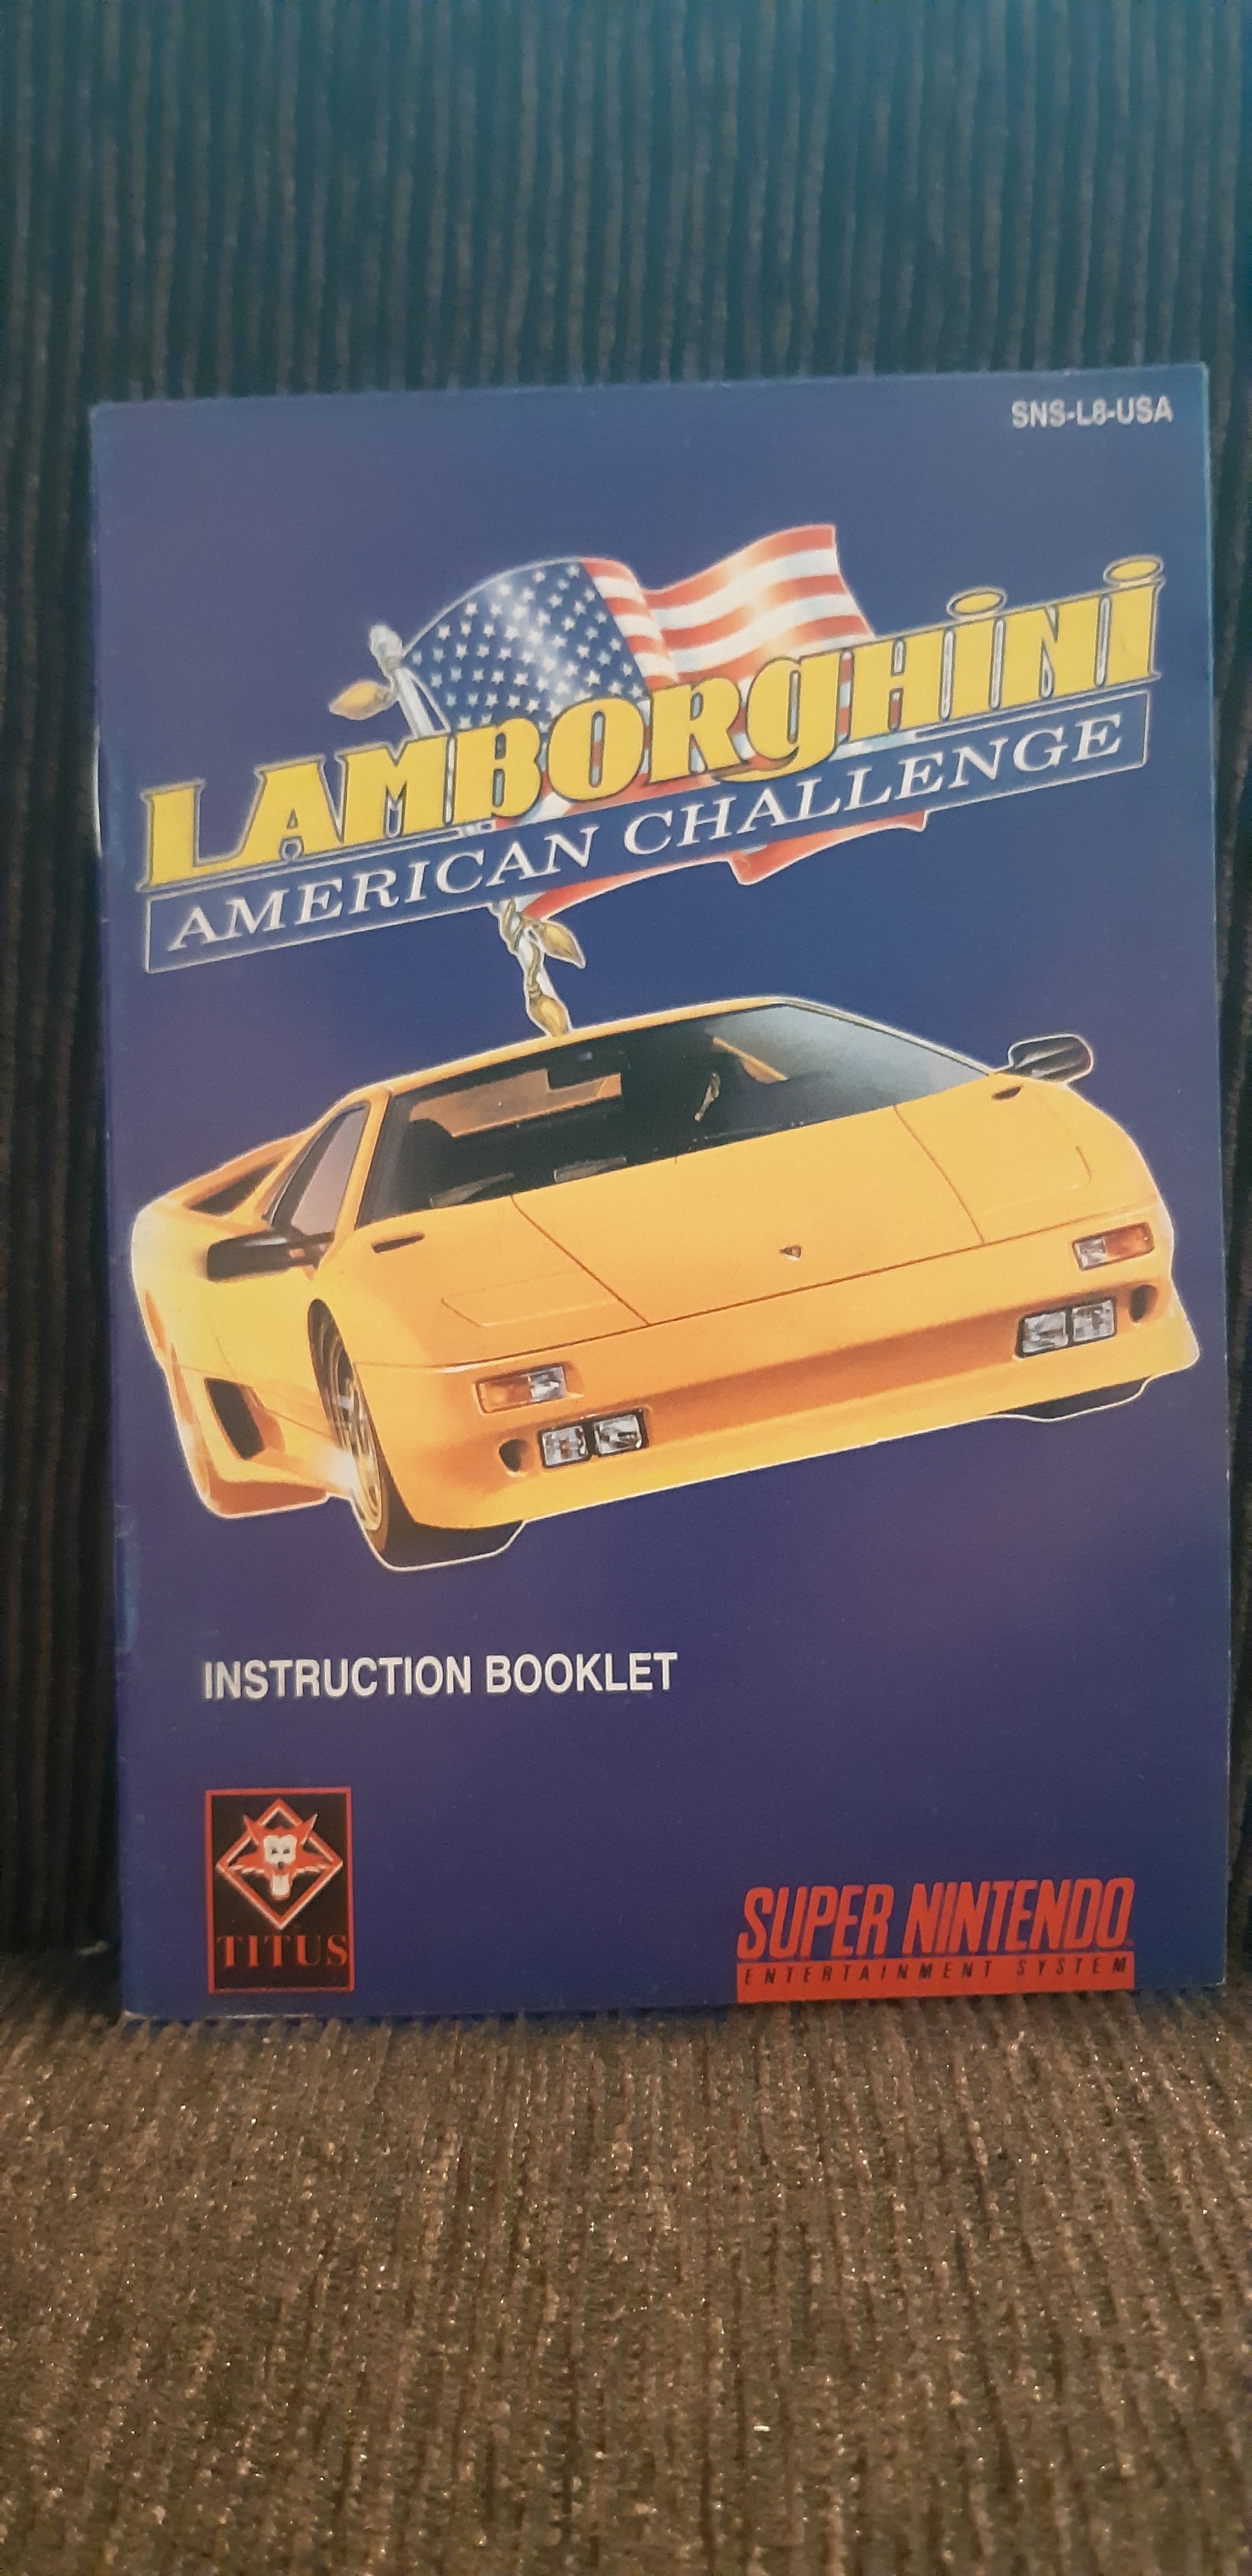 SNS-L8-USA
LAMBORGHINI
AMERICAN CHALLENGE
INSTRUCTION BOOKLET
TITUS
SUPER NINTENDO
ENTERTAINMENT SYSTEM